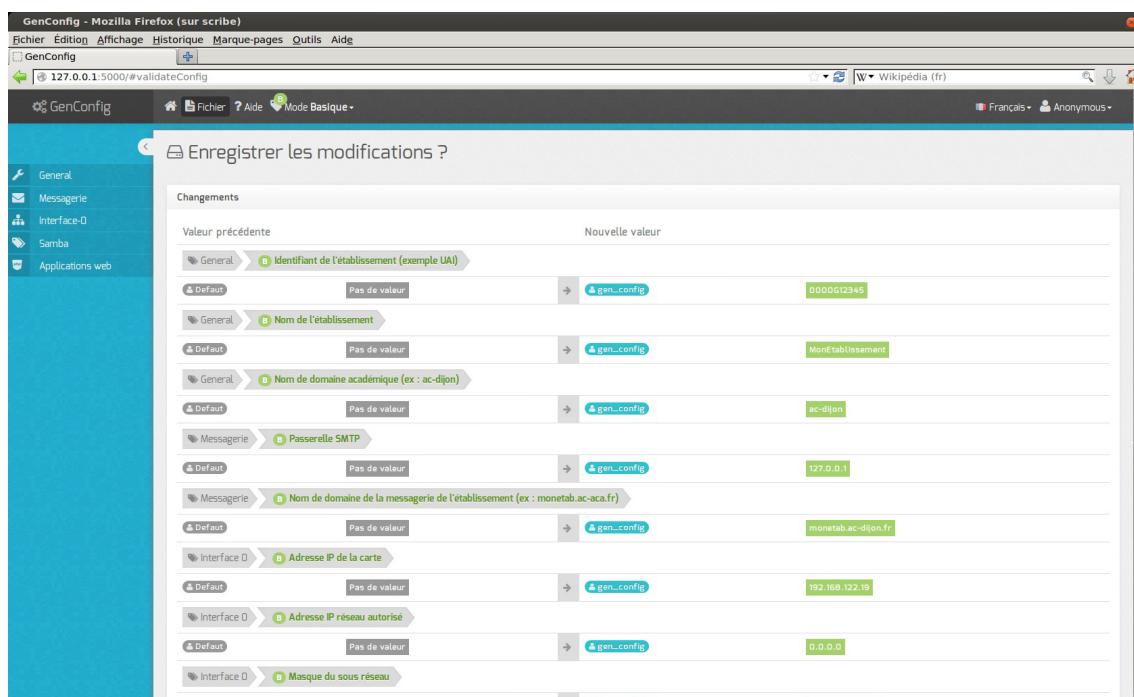 GenConfig - Mozilla Firefox (sur scribe)
Fichier Édition Affichage Historique Marque-pages Outils Aide
GenConfig
127.0.0.1:5000/#validateConfig W Wikipédia (fr)
GenConfig Fichier ? Aide B Mode Basique Français Anonymous
Enregistrer les modifications ?
General
Messagerie
Interface-0
Samba
Applications web
Changements
Valeur précédente Nouvelle valeur
General B Identifiant de l'établissement (exemple UAI)
Defaut Pas de valeur gen_config 0000G12345
General B Nom de l'établissement
Defaut Pas de valeur gen_config MonEtablissement
General B Nom de domaine académique (ex : ac-dijon)
Defaut Pas de valeur gen_config ac-dijon
Messagerie B Passerelle SMTP
Defaut Pas de valeur gen_config 127.0.0.1
Messagerie B Nom de domaine de la messagerie de l'établissement (ex : monetab.ac-aca.fr)
Defaut Pas de valeur gen_config monetab.ac-dijon.fr
Interface 0 B Adresse IP de la carte
Defaut Pas de valeur gen_config 192.168.122.19
Interface 0 B Adresse IP réseau autorisé
Defaut Pas de valeur gen_config 0.0.0.0
Interface 0 B Masque du sous réseau